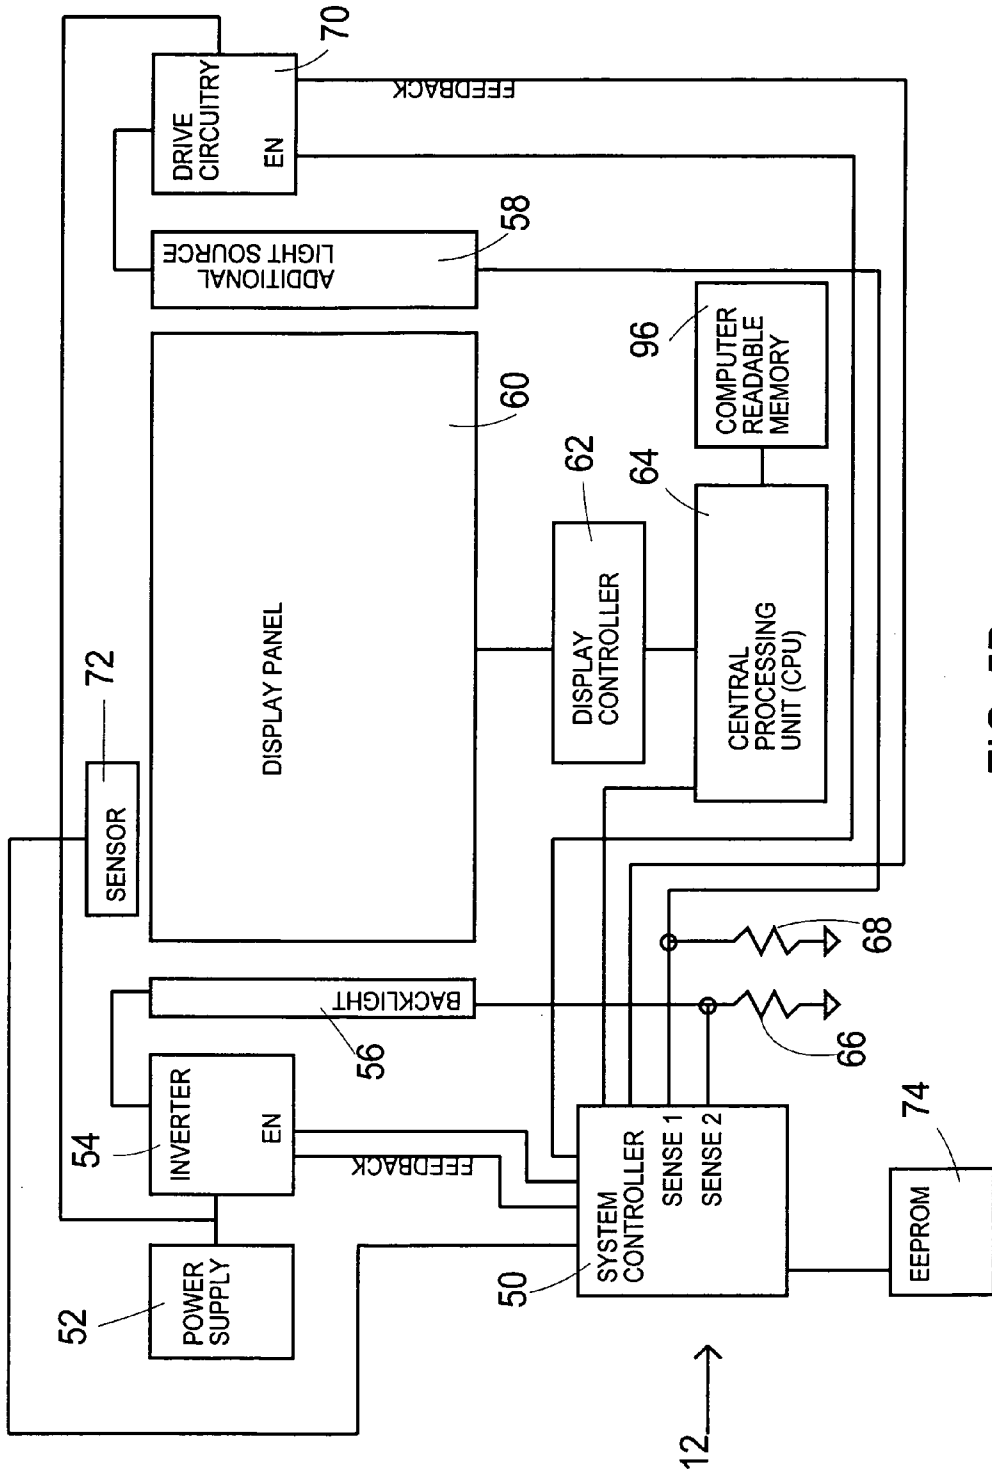 72
SENSOR
54
INVERTER
EN
FEEDBACK
52
POWER
SUPPLY
56
BACKLIGHT
DISPLAY PANEL
60
ADDITIONAL
LIGHT SOURCE
58
DRIVE
CIRCUITRY
EN
70
FEEDBACK
62
DISPLAY
CONTROLLER
64
CENTRAL
PROCESSING
UNIT (CPU)
96
COMPUTER
READABLE
MEMORY
50
SYSTEM
CONTROLLER
SENSE 1
SENSE 2
66
68
74
EEPROM
12